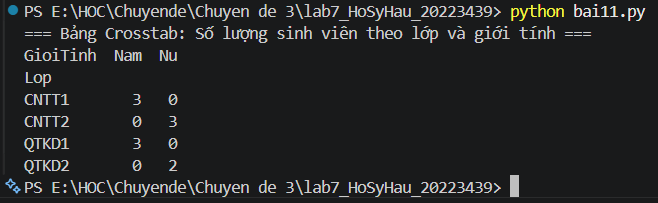 PS E:\HOC\Chuyende\Chuyen de 3\lab7_HoSyHau_20223439> python bai11.py
=== Bảng Crosstab: Số lượng sinh viên theo lớp và giới tính ===
GioiTinh  Nam  Nu
Lop
CNTT1       3   0
CNTT2       0   3
QTKD1       3   0
QTKD2       0   2
PS E:\HOC\Chuyende\Chuyen de 3\lab7_HoSyHau_20223439>